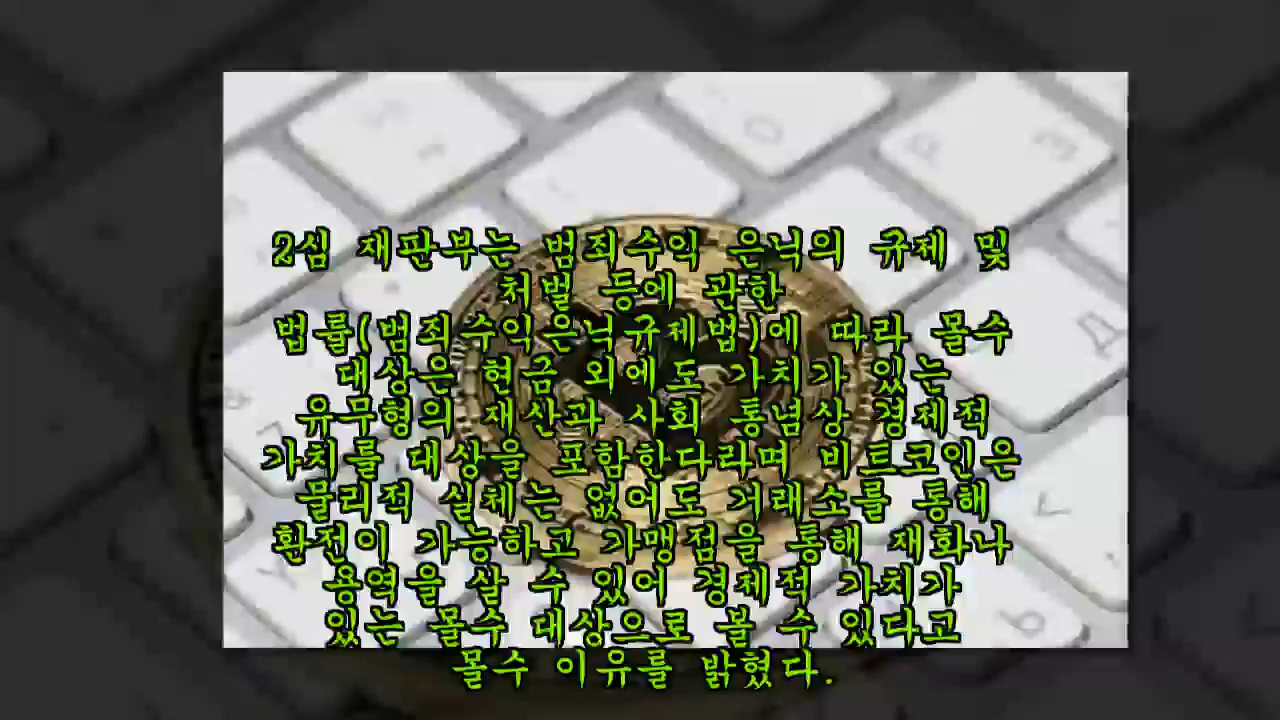 2심 재판부는 범죄수익 은닉의 규제 및
처벌 등에 관한
법률(범죄수익은닉규제법)에 따라 몰수
대상은 현금 외에도 가치가 있는
유무형의 재산과 사회 통념상 경제적
가치를 대상을 포함한다라며 비트코인은
물리적 실체는 없어도 거래소를 통해
환전이 가능하고 가맹점을 통해 재화나
용역을 살 수 있어 경제적 가치가
있는 몰수 대상으로 볼 수 있다고
몰수 이유를 밝혔다.